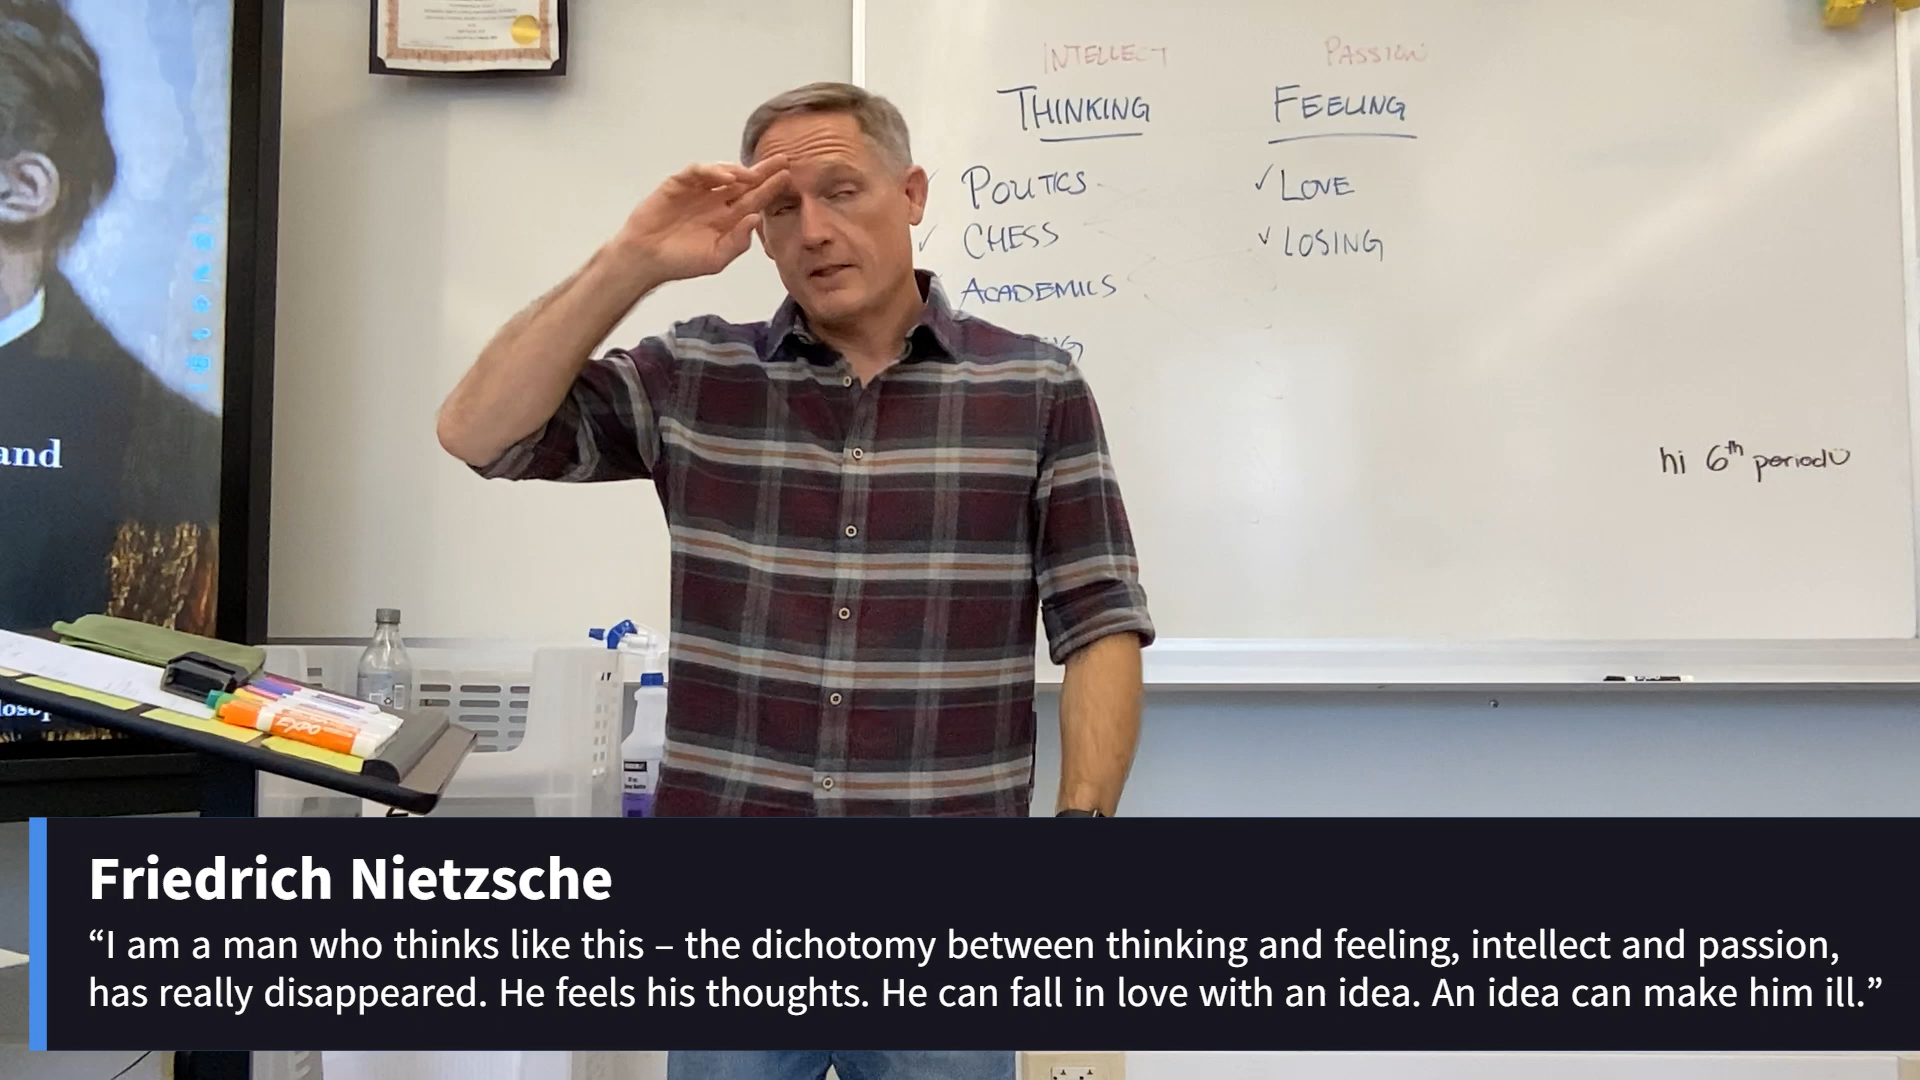 INTELLECT PASSION
THINKING FEELING
POLITICS ✓ LOVE
✓ CHESS ✓ LOSING
ACADEMICS
hi 6th period
and
EXPO
Friedrich Nietzsche
“I am a man who thinks like this – the dichotomy between thinking and feeling, intellect and passion,
has really disappeared. He feels his thoughts. He can fall in love with an idea. An idea can make him ill.”